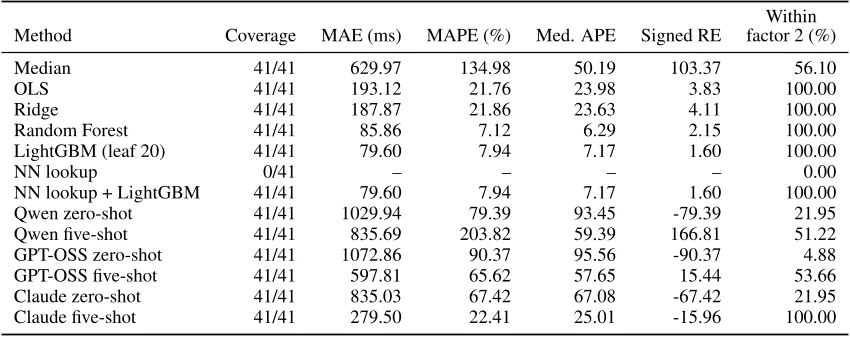 Within
Method Coverage MAE (ms) MAPE (%) Med. APE Signed RE factor 2 (%)
Median 41/41 629.97 134.98 50.19 103.37 56.10
OLS 41/41 193.12 21.76 23.98 3.83 100.00
Ridge 41/41 187.87 21.86 23.63 4.11 100.00
Random Forest 41/41 85.86 7.12 6.29 2.15 100.00
LightGBM (leaf 20) 41/41 79.60 7.94 7.17 1.60 100.00
NN lookup 0/41 – – – – 0.00
NN lookup + LightGBM 41/41 79.60 7.94 7.17 1.60 100.00
Qwen zero-shot 41/41 1029.94 79.39 93.45 -79.39 21.95
Qwen five-shot 41/41 835.69 203.82 59.39 166.81 51.22
GPT-OSS zero-shot 41/41 1072.86 90.37 95.56 -90.37 4.88
GPT-OSS five-shot 41/41 597.81 65.62 57.65 15.44 53.66
Claude zero-shot 41/41 835.03 67.42 67.08 -67.42 21.95
Claude five-shot 41/41 279.50 22.41 25.01 -15.96 100.00